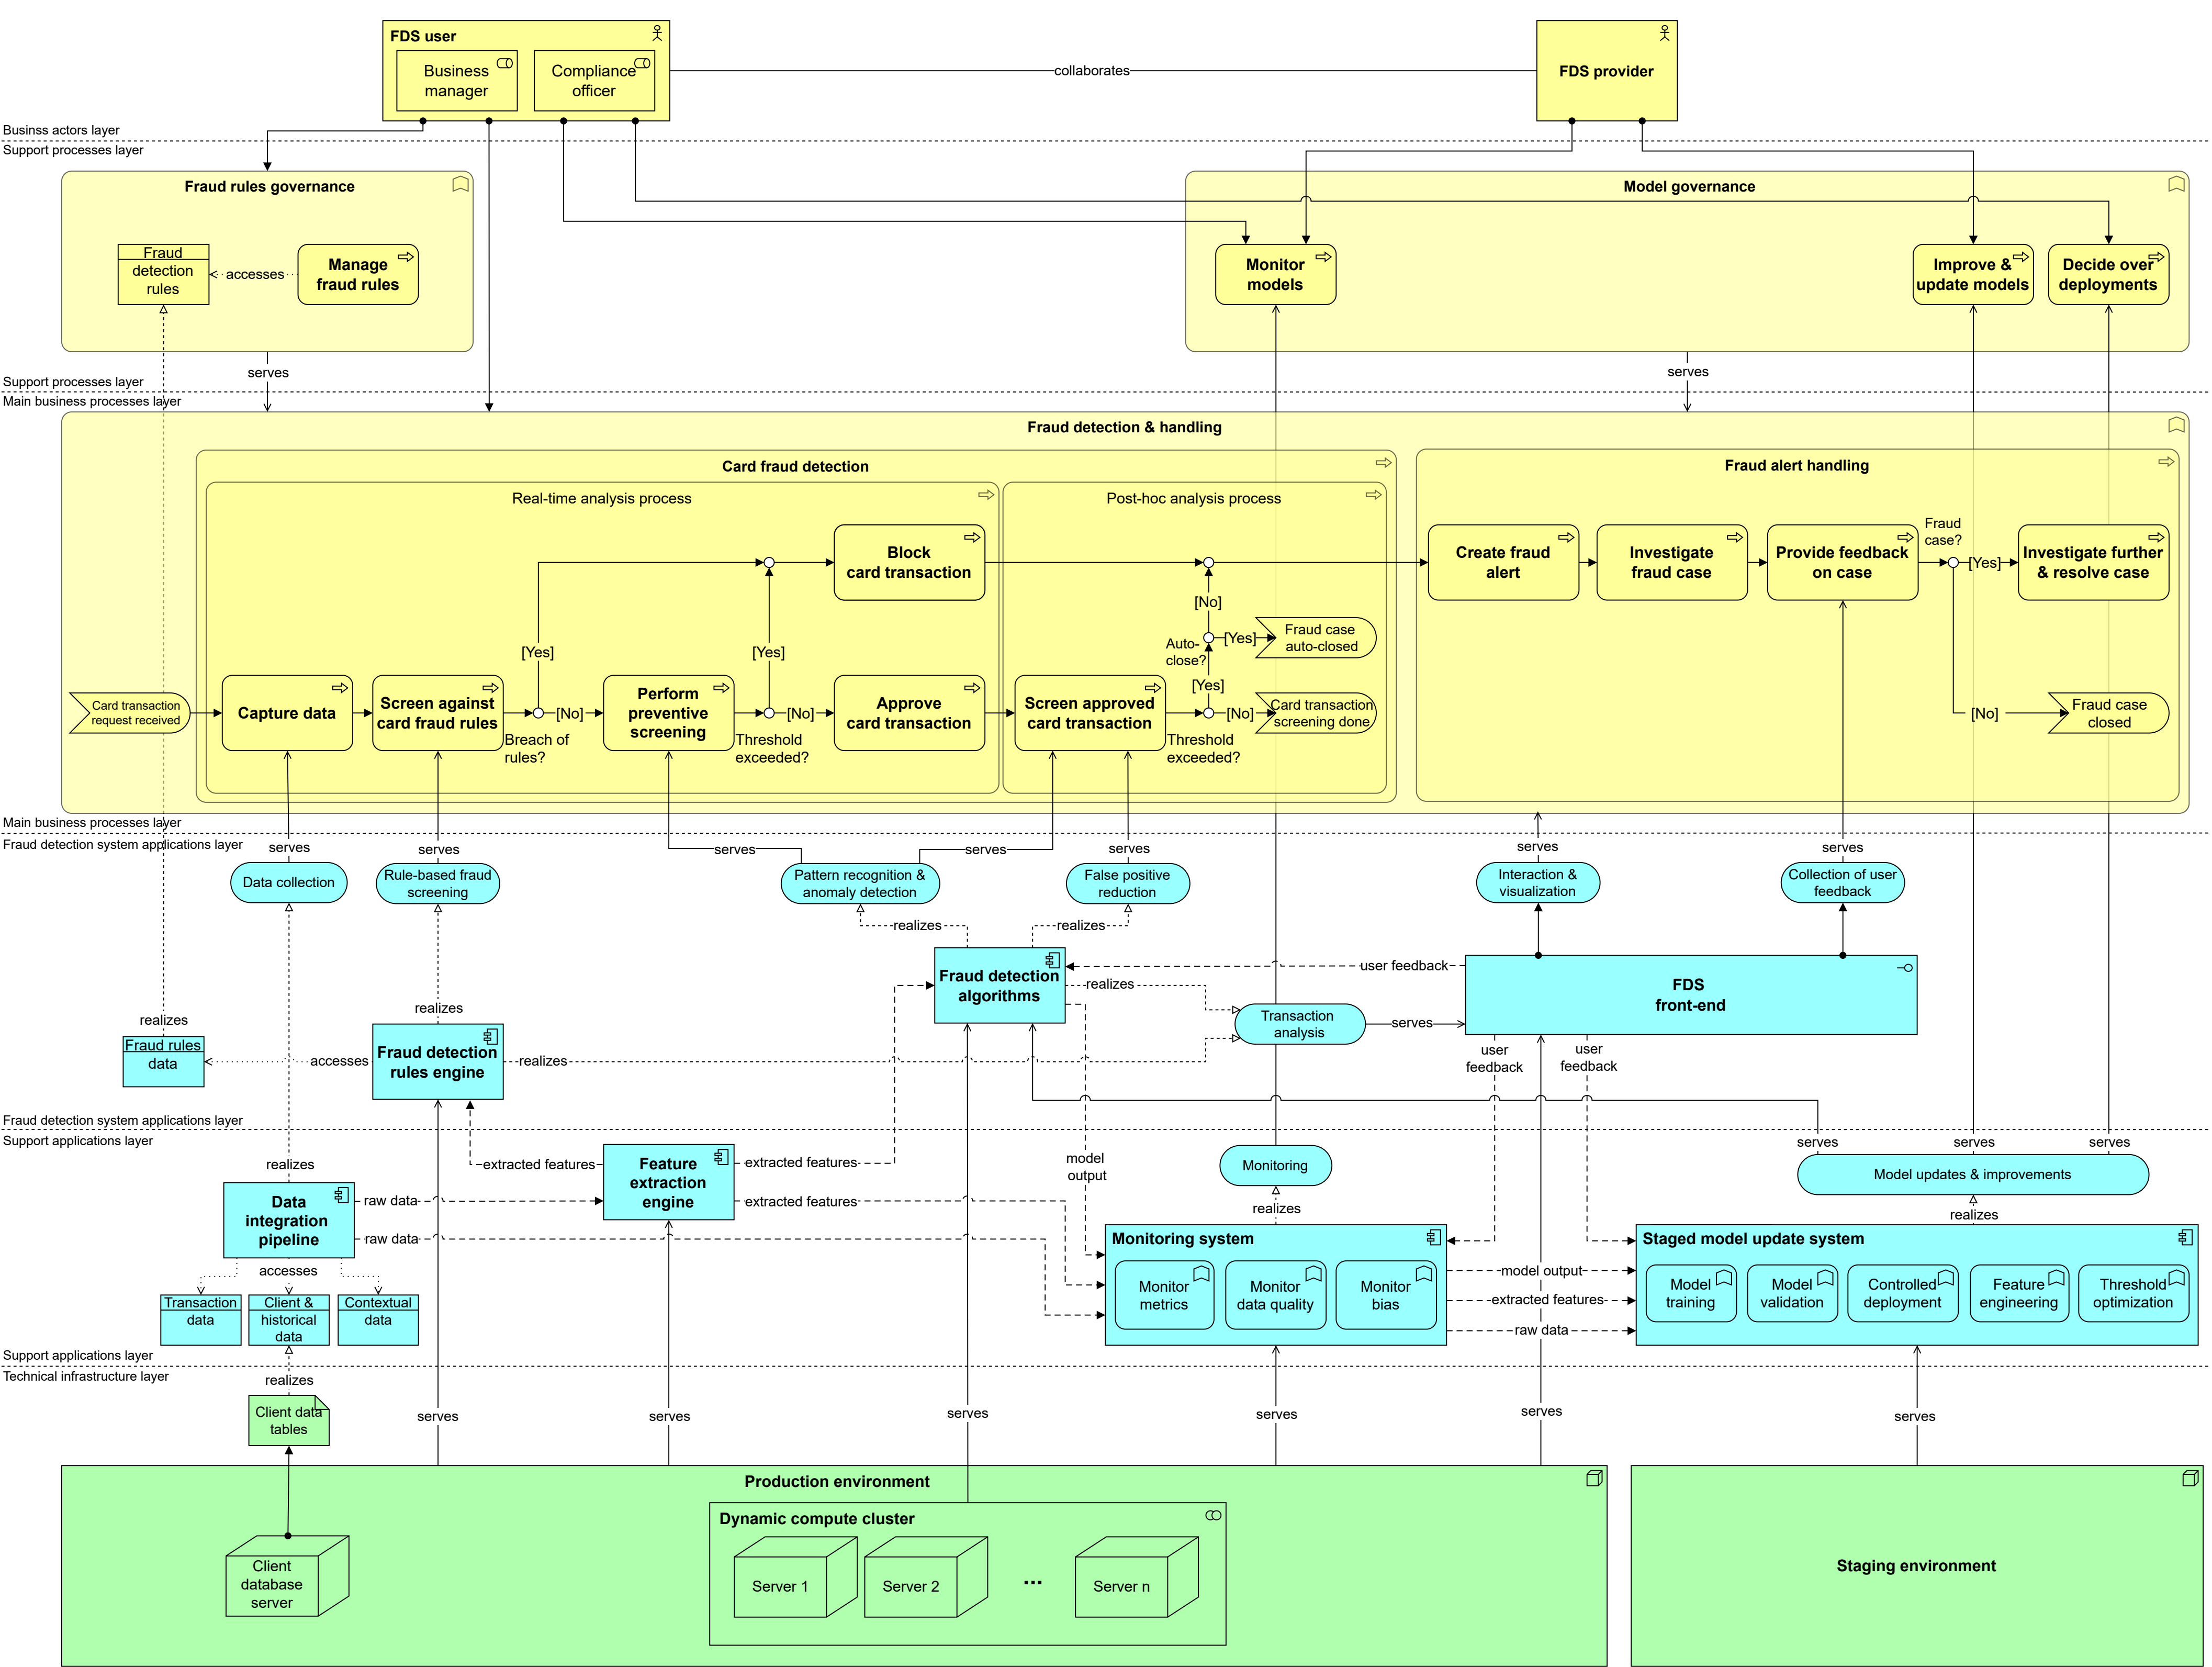 FDS user
Business
manager
Compliance
officer
collaborates
FDS provider
Businss actors layer
Support processes layer
Fraud rules governance
Fraud
detection
rules
accesses
Manage
fraud rules
Model governance
Monitor
models
Improve &
update models
Decide over
deployments
serves
serves
Support processes layer
Main business processes layer
Fraud detection & handling
Card fraud detection
Real-time analysis process
Post-hoc analysis process
Fraud alert handling
Block
card transaction
Create fraud
alert
Investigate
fraud case
Provide feedback
on case
Fraud
case?
[Yes]
Investigate further
& resolve case
[No]
[Yes]
[Yes]
Auto-
close?
[Yes]
Fraud case
auto-closed
[Yes]
Card transaction
request received
Capture data
Screen against
card fraud rules
[No]
Breach of
rules?
Perform
preventive
screening
[No]
Threshold
exceeded?
Approve
card transaction
Screen approved
card transaction
[No]
Threshold
exceeded?
Card transaction
screening done
[No]
Fraud case
closed
Main business processes layer
Fraud detection system applications layer
serves
serves
serves
serves
serves
serves
serves
Data collection
Rule-based fraud
screening
Pattern recognition &
anomaly detection
False positive
reduction
Interaction &
visualization
Collection of user
feedback
realizes
realizes
Fraud detection
algorithms
user feedback
realizes
FDS
front-end
Transaction
analysis
serves
realizes
realizes
Fraud rules
data
accesses
Fraud detection
rules engine
realizes
user
feedback
user
feedback
Fraud detection system applications layer
Support applications layer
serves
serves
serves
realizes
extracted features
Feature
extraction
engine
extracted features
extracted features
model
output
Monitoring
Model updates & improvements
Data
integration
pipeline
raw data
raw data
realizes
realizes
Monitoring system
Monitor
metrics
Monitor
data quality
Monitor
bias
model output
extracted features
raw data
Staged model update system
Model
training
Model
validation
Controlled
deployment
Feature
engineering
Threshold
optimization
accesses
Transaction
data
Client &
historical
data
Contextual
data
Support applications layer
Technical infrastructure layer
realizes
Client data
tables
serves
serves
serves
serves
serves
serves
Production environment
Dynamic compute cluster
Client
database
server
Server 1
Server 2
...
Server n
Staging environment